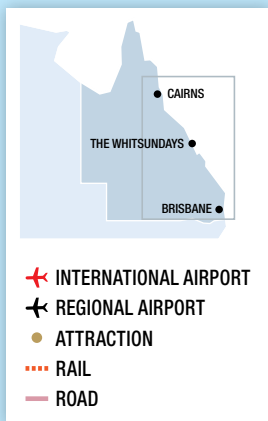 CAIRNS
THE WHITSUNDAYS
BRISBANE
INTERNATIONAL AIRPORT
REGIONAL AIRPORT
ATTRACTION
RAIL
ROAD